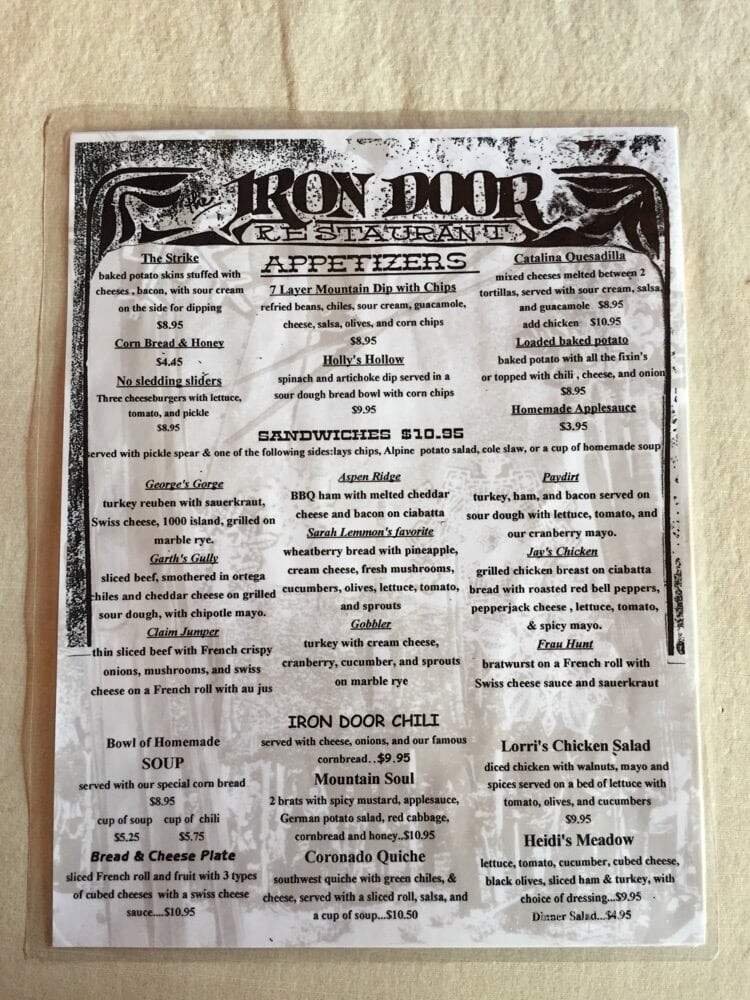 the IRON DOOR
RESTAURANT
APPETIZERS
The Strike
baked potato skins stuffed with
cheeses , bacon, with sour cream
on the side for dipping
$8.95
Corn Bread & Honey
$4.45
No sledding sliders
Three cheeseburgers with lettuce,
tomato, and pickle
$8.95
7 Layer Mountain Dip with Chips
refried beans, chiles, sour cream, guacamole,
cheese, salsa, olives, and corn chips
$8.95
Holly's Hollow
spinach and artichoke dip served in a
sour dough bread bowl with corn chips
$9.95
Catalina Quesadilla
mixed cheeses melted between 2
tortillas, served with sour cream, salsa,
and guacamole $8.95
add chicken $10.95
Loaded baked potato
baked potato with all the fixin's
or topped with chili , cheese, and onion
$8.95
Homemade Applesauce
$3.95
SANDWICHES $10.95
served with pickle spear & one of the following sides:lays chips, Alpine potato salad, cole slaw, or a cup of homemade soup
George's Gorge
turkey reuben with sauerkraut,
Swiss cheese, 1000 island, grilled on
marble rye.
Garth's Gully
sliced beef, smothered in ortega
chiles and cheddar cheese on grilled
sour dough, with chipotle mayo.
Claim Jumper
thin sliced beef with French crispy
onions, mushrooms, and swiss
cheese on a French roll with au jus
Aspen Ridge
BBQ ham with melted cheddar
cheese and bacon on ciabatta
Sarah Lemmon's favorite
wheatberry bread with pineapple,
cream cheese, fresh mushrooms,
cucumbers, olives, lettuce, tomato,
and sprouts
Gobbler
turkey with cream cheese,
cranberry, cucumber, and sprouts
on marble rye
Paydirt
turkey, ham, and bacon served on
sour dough with lettuce, tomato, and
our cranberry mayo.
Jay's Chicken
grilled chicken breast on ciabatta
bread with roasted red bell peppers,
pepperjack cheese , lettuce, tomato,
& spicy mayo.
Frau Hunt
bratwurst on a French roll with
Swiss cheese sauce and sauerkraut
Bowl of Homemade
SOUP
served with our special corn bread
$8.95
cup of soup cup of chili
$5.25 $5.75
Bread & Cheese Plate
sliced French roll and fruit with 3 types
of cubed cheeses with a swiss cheese
sauce....$10.95
IRON DOOR CHILI
served with cheese, onions, and our famous
cornbread..$9.95
Mountain Soul
2 brats with spicy mustard, applesauce,
German potato salad, red cabbage,
cornbread and honey..$10.95
Coronado Quiche
southwest quiche with green chiles, &
cheese, served with a sliced roll, salsa, and
a cup of soup...$10.50
Lorri's Chicken Salad
diced chicken with walnuts, mayo and
spices served on a bed of lettuce with
tomato, olives, and cucumbers
$9.95
Heidi's Meadow
lettuce, tomato, cucumber, cubed cheese,
black olives, sliced ham & turkey, with
choice of dressing...$9.95
Dinner Salad...$4.95